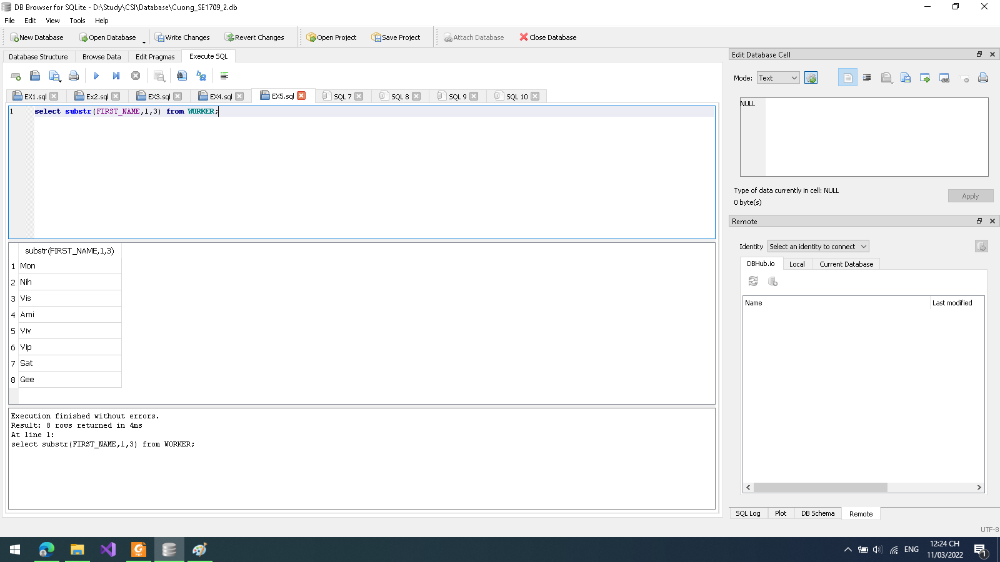 DB Browser for SQLite - D:\Study\CSI\Database\Cuong_SE1709_2.db
File Edit View Tools Help
New Database Open Database Write Changes Revert Changes Open Project Save Project Attach Database Close Database
Database Structure Browse Data Edit Pragmas Execute SQL
EX1.sql Ex2.sql EX3.sql EX4.sql EX5.sql SQL 7 SQL 8 SQL 9 SQL 10
1 select substr(FIRST_NAME,1,3) from WORKER;
substr(FIRST_NAME,1,3)
1 Mon
2 Nih
3 Vis
4 Ami
5 Viv
6 Vip
7 Sat
8 Gee
Execution finished without errors.
Result: 8 rows returned in 4ms
At line 1:
select substr(FIRST_NAME,1,3) from WORKER;
Edit Database Cell
Mode: Text
NULL
Type of data currently in cell: NULL
0 byte(s)
Apply
Remote
Identity Select an identity to connect
DBHub.io Local Current Database
Name Last modified
SQL Log Plot DB Schema Remote
UTF-8
ENG
12:24 CH
11/03/2022
1